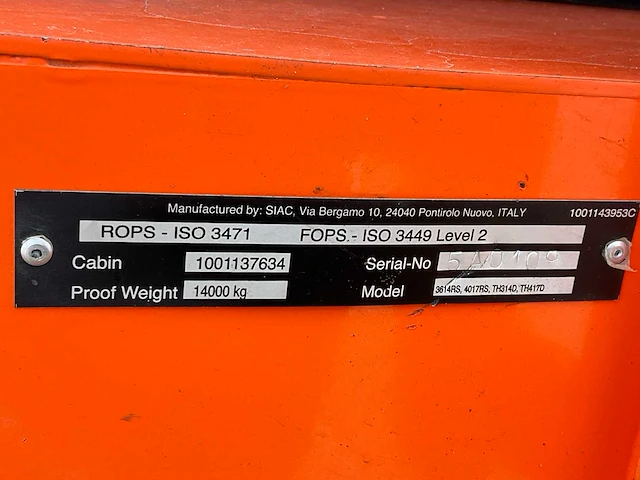 Manufactured by: SIAC, Via Bergamo 10, 24040 Pontirolo Nuovo, ITALY 1001143953C
ROPS - ISO 3471 FOPS - ISO 3449 Level 2
Cabin 1001137634 Serial-No 5A0109
Proof Weight 14000 kg Model 3614RS, 4017RS, TH314D, TH417D